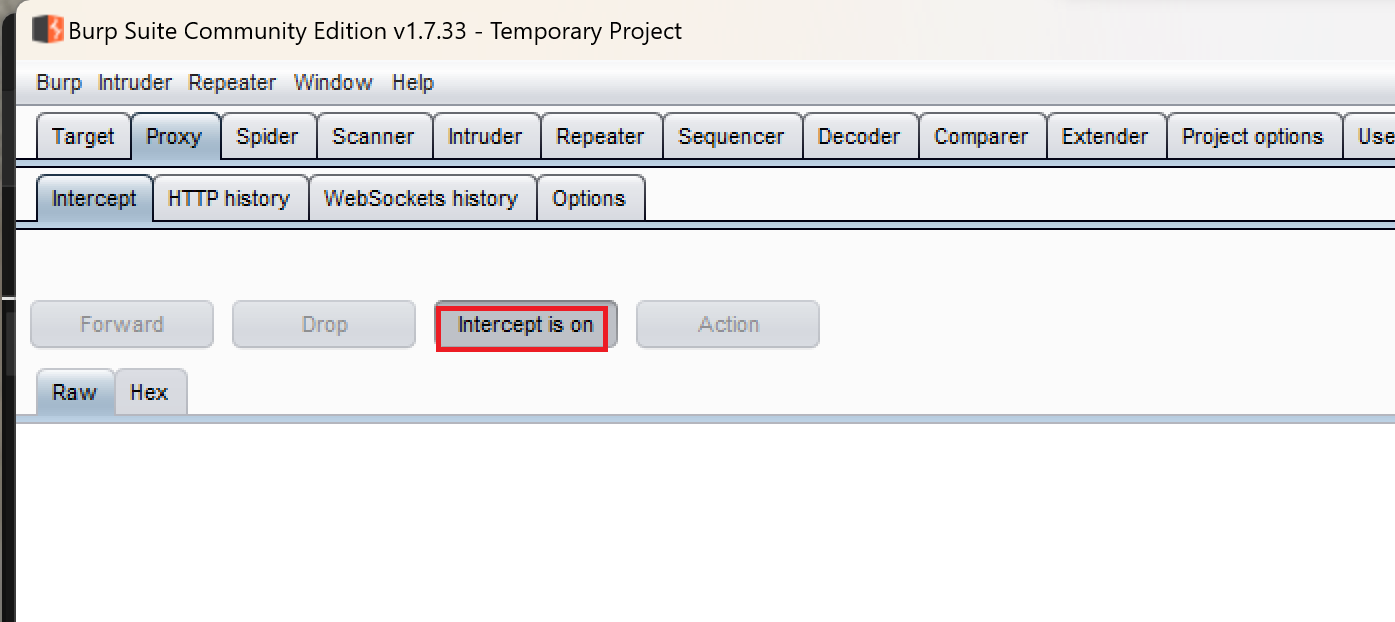 Burp Suite Community Edition v1.7.33 - Temporary Project
Burp Intruder Repeater Window Help
Target Proxy Spider Scanner Intruder Repeater Sequencer Decoder Comparer Extender Project options Use
Intercept HTTP history WebSockets history Options
Forward Drop Intercept is on Action
Raw Hex